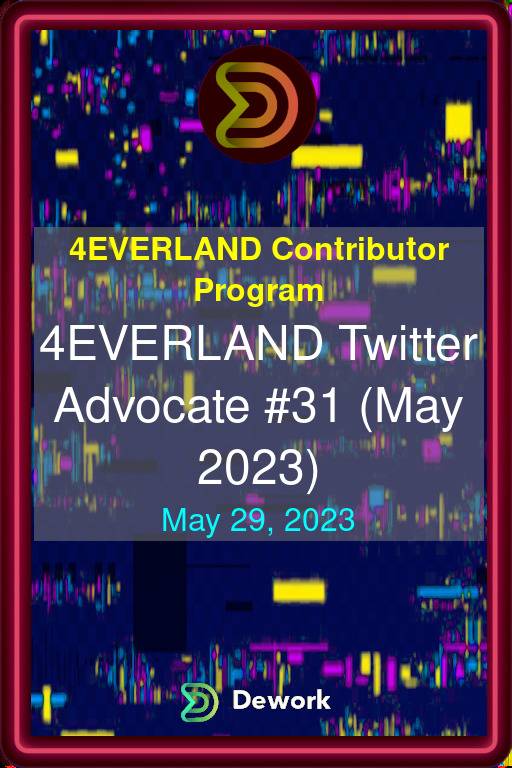 4EVERLAND Contributor
Program
4EVERLAND Twitter
Advocate #31 (May
2023)
May 29, 2023
Dework